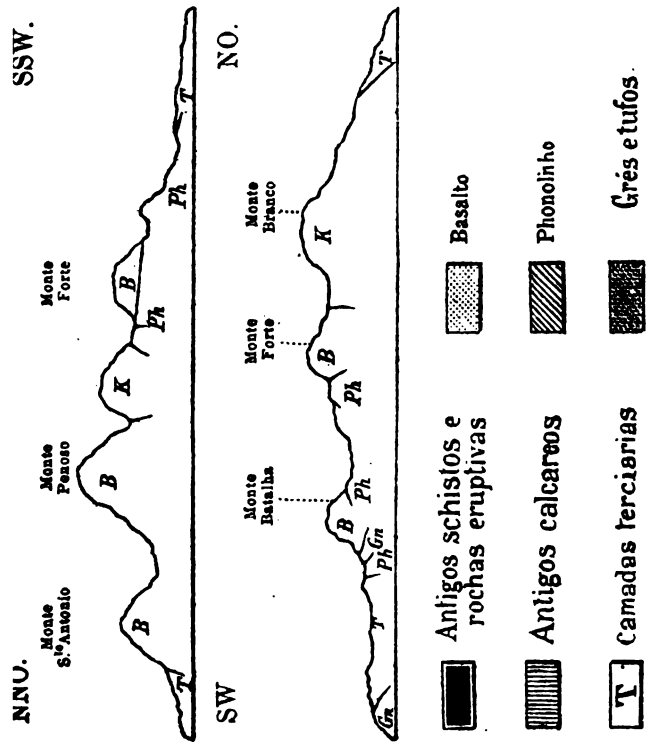 NNO.
SSW.
Monte
S.to Antonio
Monte
Penoso
Monte
Forte
T
B
B
K
Ph
B
Ph
T
SW
NO.
Monte
Batalha
Monte
Forte
Monte
Branco
Gn
T
Ph
Gn
B
Ph
Ph
B
K
T
Antigos schistos e
rochas eruptivas
Basalto
Antigos calcareos
Phonolinho
T
Camadas terciarias
Grés e tufos.